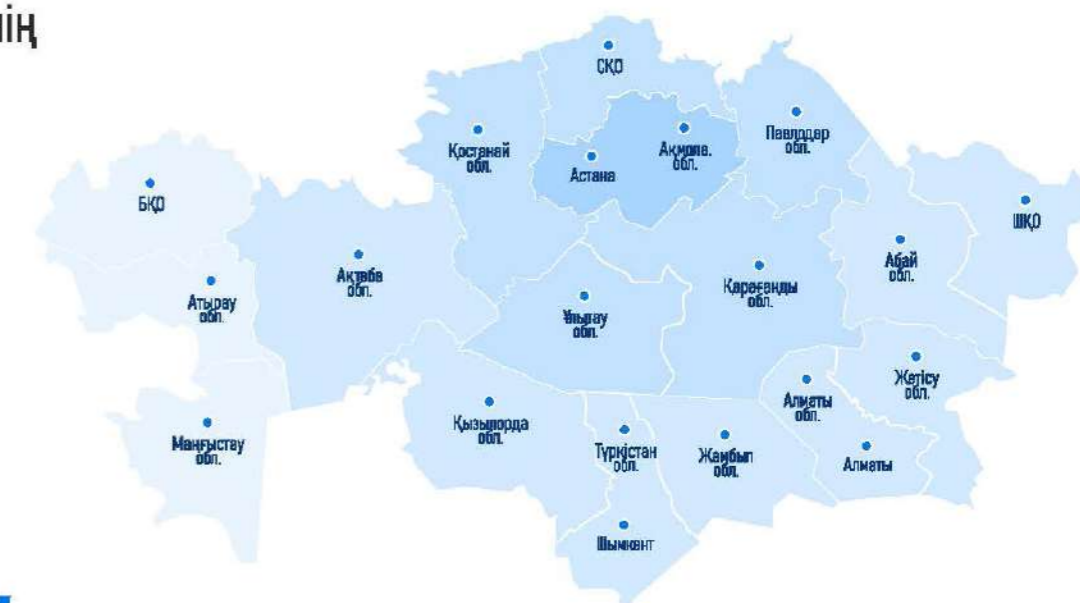 нің
СҚО
Қостанай
обл.
Астана
Ақмола.
обл.
Павлодар
обл.
БҚО
ШҚО
Ақтөбе
обл.
Абай
обл.
Атырау
обл.
Қарағанды
обл.
Ұлытау
обл.
Жетісу
обл.
Алматы
обл.
Қызылорда
обл.
Маңғыстау
обл.
Түркістан
обл.
Жамбыл
обл.
Алматы
Шымкент